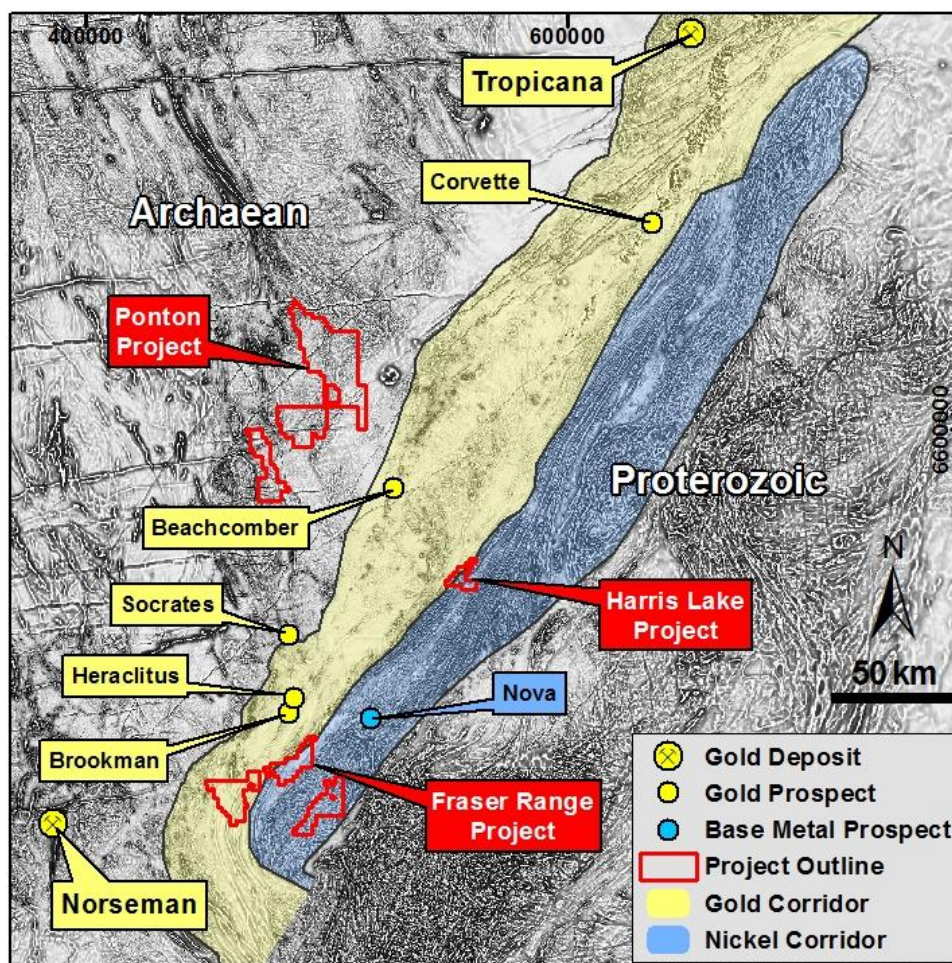 400000
600000
Tropicana
Corvette
Archaean
Ponton
Project
6600000
Proterozoic
Beachcomber
N
Harris Lake
Project
Socrates
50 km
Heraclitus
Nova
Brookman
Fraser Range
Project
Norseman
Gold Deposit
Gold Prospect
Base Metal Prospect
Project Outline
Gold Corridor
Nickel Corridor